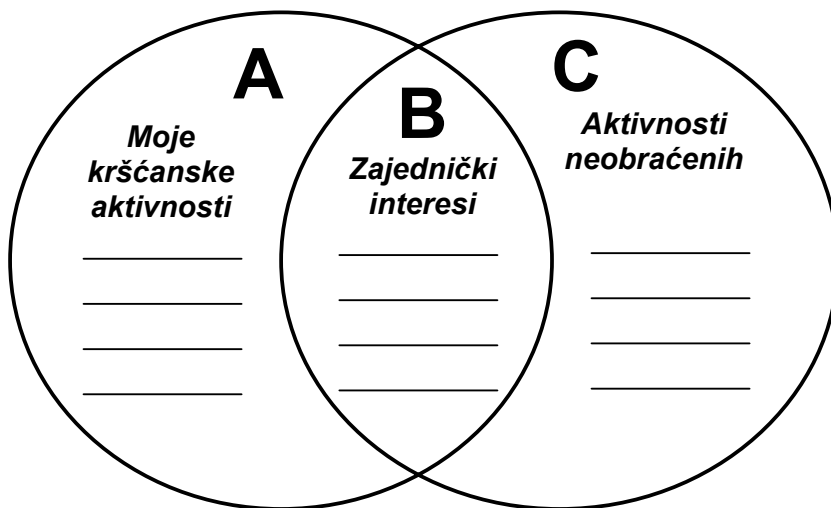 A
Moje
kršćanske
aktivnosti
B
Zajednički
interesi
C
Aktivnosti
neobraćenih